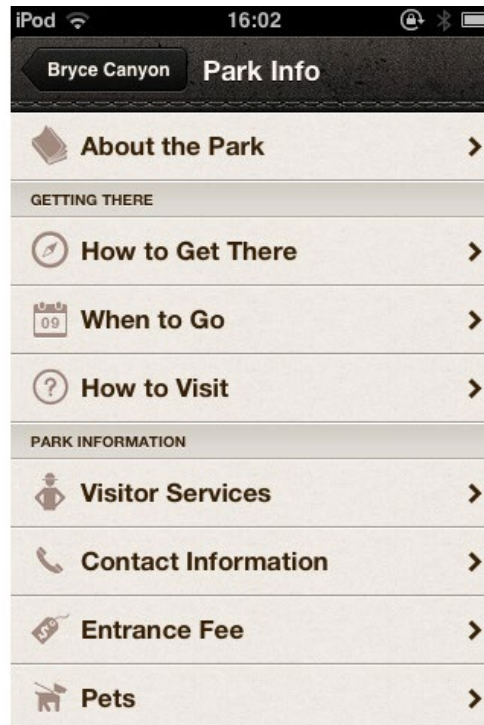 iPod 16:02
Bryce Canyon Park Info
About the Park
GETTING THERE
How to Get There
09 When to Go
? How to Visit
PARK INFORMATION
Visitor Services
Contact Information
$ Entrance Fee
Pets